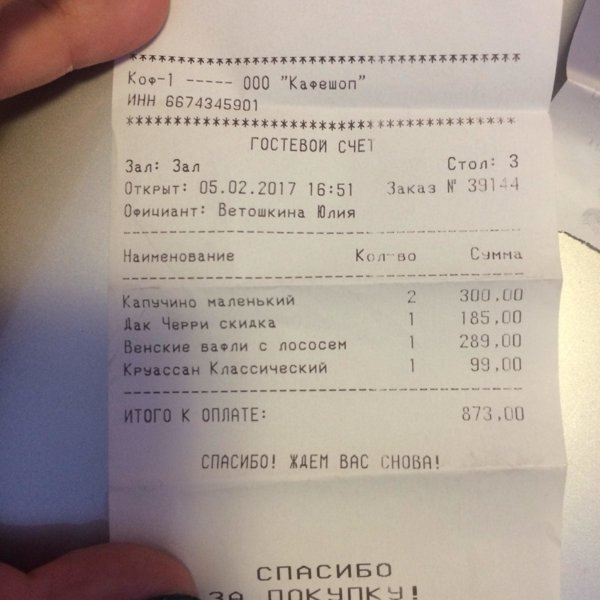 ************************************************
Коф-1 ----- ООО "Кафешоп"
ИНН 6674345901
************************************************
ГОСТЕВОЙ СЧЕТ
Зал: Зал Стол: 3
Открыт: 05.02.2017 16:51 Заказ № 39144
Официант: Ветошкина Юлия
Наименование Кол-во Сумма
Капучино маленький 2 300,00
Дак Черри скидка 1 185,00
Венские вафли с лососем 1 289,00
Круассан Классический 1 99,00
ИТОГО К ОПЛАТЕ: 873,00
СПАСИБО! ЖДЕМ ВАС СНОВА!
СПАСИБО
ЗА ПОКУПКУ!